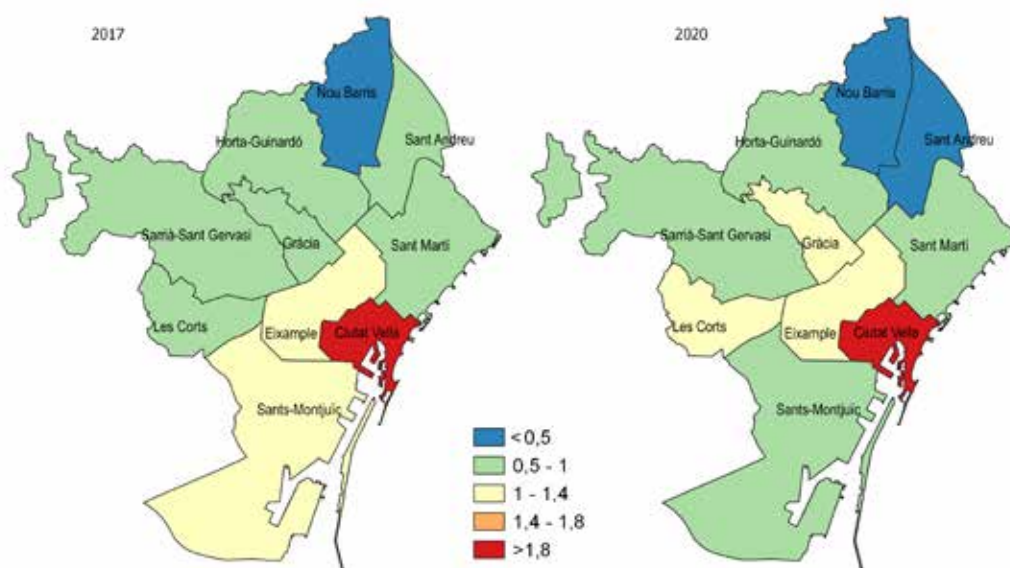 2017
Nou Barris
Horta-Guinardó
Sant Andreu
Sarrià-Sant Gervasi
Gràcia
Sant Martí
Les Corts
Eixample
Ciutat Vella
Sants-Montjuïc
2020
Nou Barris
Horta-Guinardó
Sant Andreu
Sarrià-Sant Gervasi
Gràcia
Sant Martí
Les Corts
Eixample
Ciutat Vella
Sants-Montjuïc
<0,5
0,5 - 1
1 - 1,4
1,4 - 1,8
>1,8